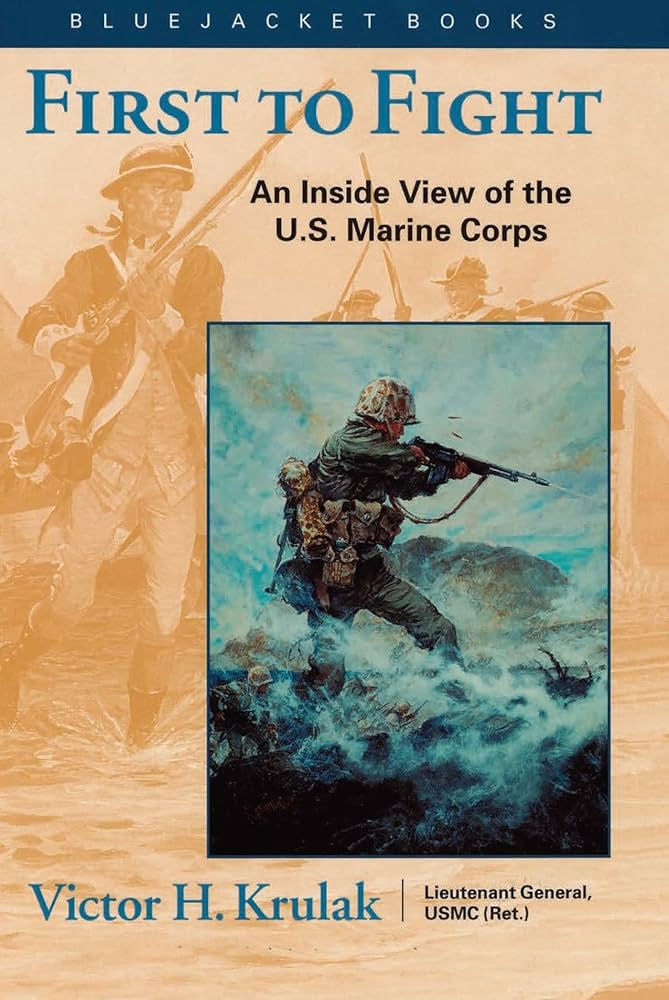 BLUEJACKET BOOKS
FIRST TO FIGHT
An Inside View of the
U.S. Marine Corps
Victor H. Krulak
Lieutenant General,
USMC (Ret.)